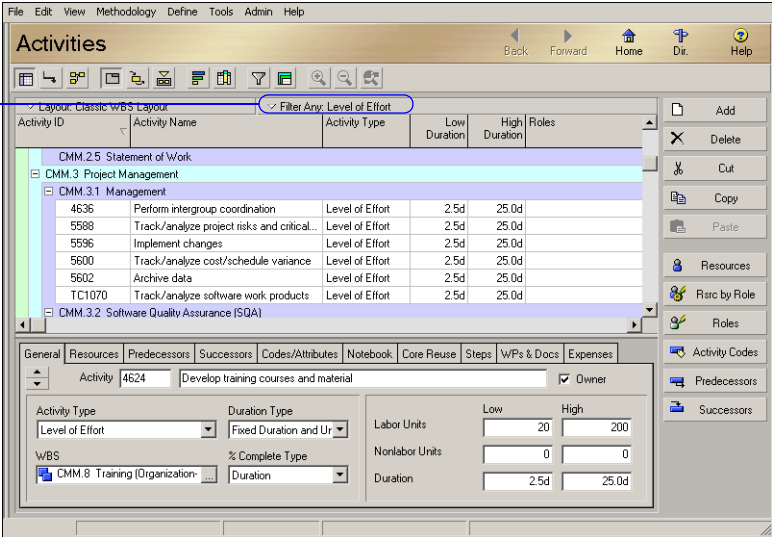 File Edit View Methodology Define Tools Admin Help
Activities
Back Forward Home Dir. Help
Layout: Classic WBS Layout Filter Any: Level of Effort
Activity ID Activity Name Activity Type Low Duration High Duration Roles
CMM.2.5 Statement of Work
CMM.3 Project Management
CMM.3.1 Management
4636 Perform intergroup coordination Level of Effort 2.5d 25.0d
5588 Track/analyze project risks and critical... Level of Effort 2.5d 25.0d
5596 Implement changes Level of Effort 2.5d 25.0d
5600 Track/analyze cost/schedule variance Level of Effort 2.5d 25.0d
5602 Archive data Level of Effort 2.5d 25.0d
TC1070 Track/analyze software work products Level of Effort 2.5d 25.0d
CMM.3.2 Software Quality Assurance (SQA)
Add
Delete
Cut
Copy
Paste
Resources
Rsrc by Role
Roles
Activity Codes
Predecessors
Successors
General Resources Predecessors Successors Codes/Attributes Notebook Core Reuse Steps WPs & Docs Expenses
Activity 4624 Develop training courses and material Owner
Activity Type Duration Type
Level of Effort Fixed Duration and Ur
WBS % Complete Type
CMM.8 Training (Organization- ... Duration
Low High
Labor Units 20 200
Nonlabor Units 0 0
Duration 2.5d 25.0d